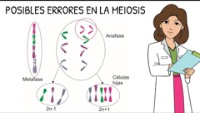 POSIBLES ERRORES EN LA MEIOSIS
Anafase
Metafase
Células
hijas
2n-1
2n+1